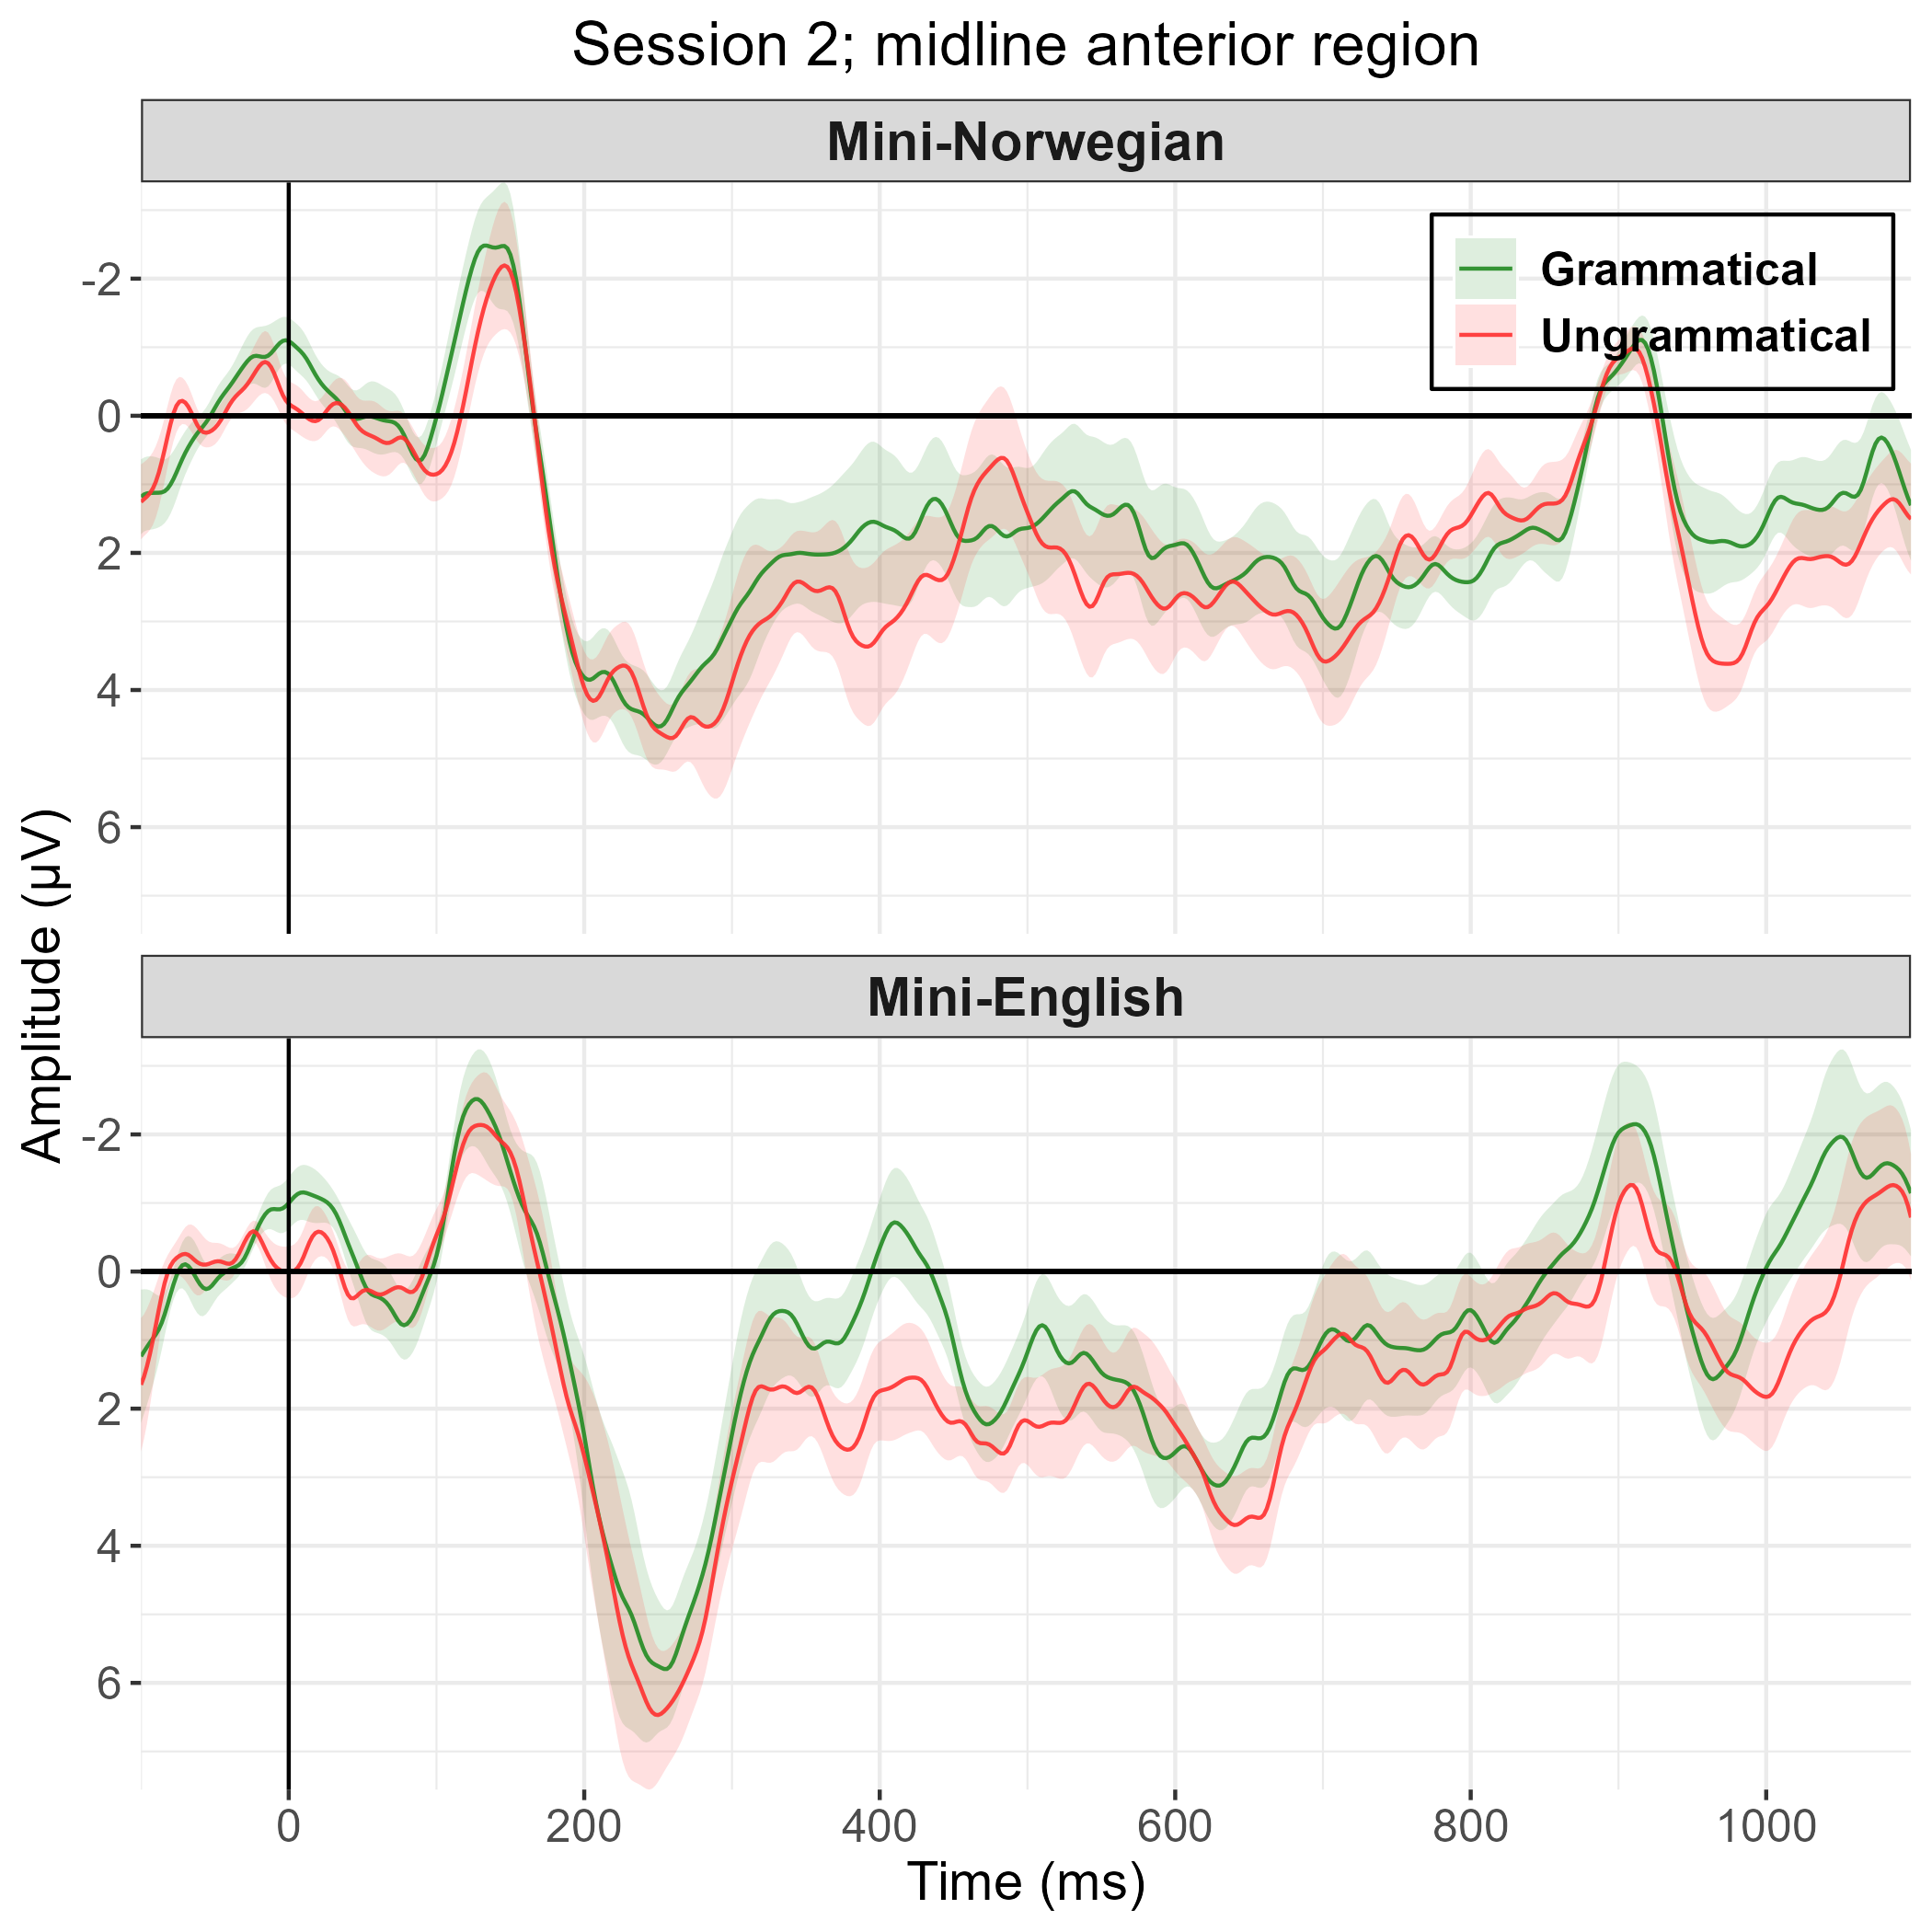 Session 2; midline anterior region
Mini-Norwegian
Grammatical
Ungrammatical
-2
0
2
4
6
Amplitude (µV)
Mini-English
-2
0
2
4
6
0 200 400 600 800 1000
Time (ms)